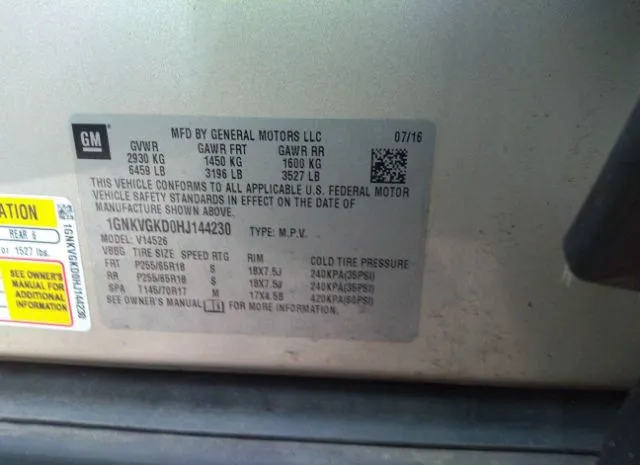 GM
MFD BY GENERAL MOTORS LLC 07/16
GVWR GAWR FRT GAWR RR
2930 KG 1450 KG 1600 KG
6459 LB 3196 LB 3527 LB
THIS VEHICLE CONFORMS TO ALL APPLICABLE U.S. FEDERAL MOTOR
VEHICLE SAFETY STANDARDS IN EFFECT ON THE DATE OF
MANUFACTURE SHOWN ABOVE.
1GNKVGKD0HJ144230 TYPE: M.P.V.
MODEL: V14526
VBBG TIRE SIZE SPEED RTG RIM COLD TIRE PRESSURE
FRT P255/65R18 S 18X7.5J 240KPA(35PSI)
RR P255/65R18 S 18X7.5J 240KPA(35PSI)
SPA T145/70R17 M 17X4.5B 420KPA(60PSI)
SEE OWNER'S MANUAL FOR MORE INFORMATION.
ATION
REAR 5
or 1527 lbs.
SEE OWNER'S
MANUAL FOR
ADDITIONAL
INFORMATION
1GNKVGKD0HJ144230